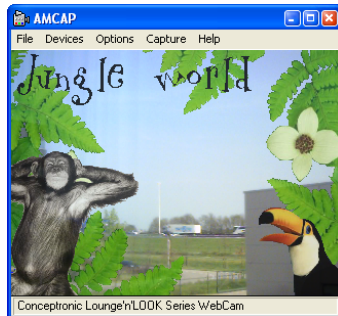 AMCAP
File Devices Options Capture Help
Jungle world
Conceptronic Lounge'n'LOOK Series WebCam